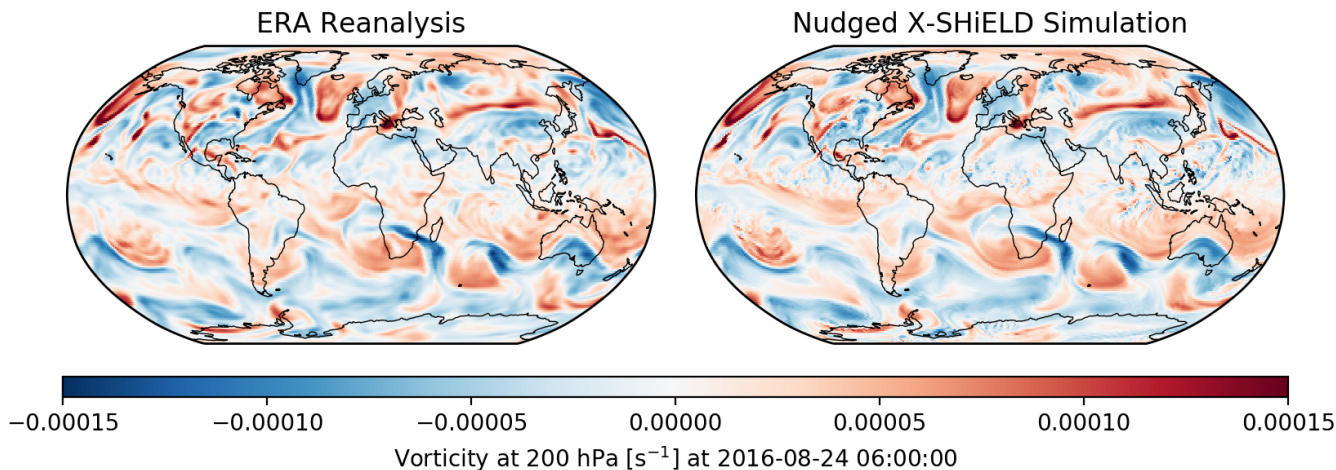 ERA Reanalysis
Nudged X-SHiELD Simulation
−0.00015 −0.00010 −0.00005 0.00000 0.00005 0.00010 0.00015
Vorticity at 200 hPa [s⁻¹] at 2016-08-24 06:00:00